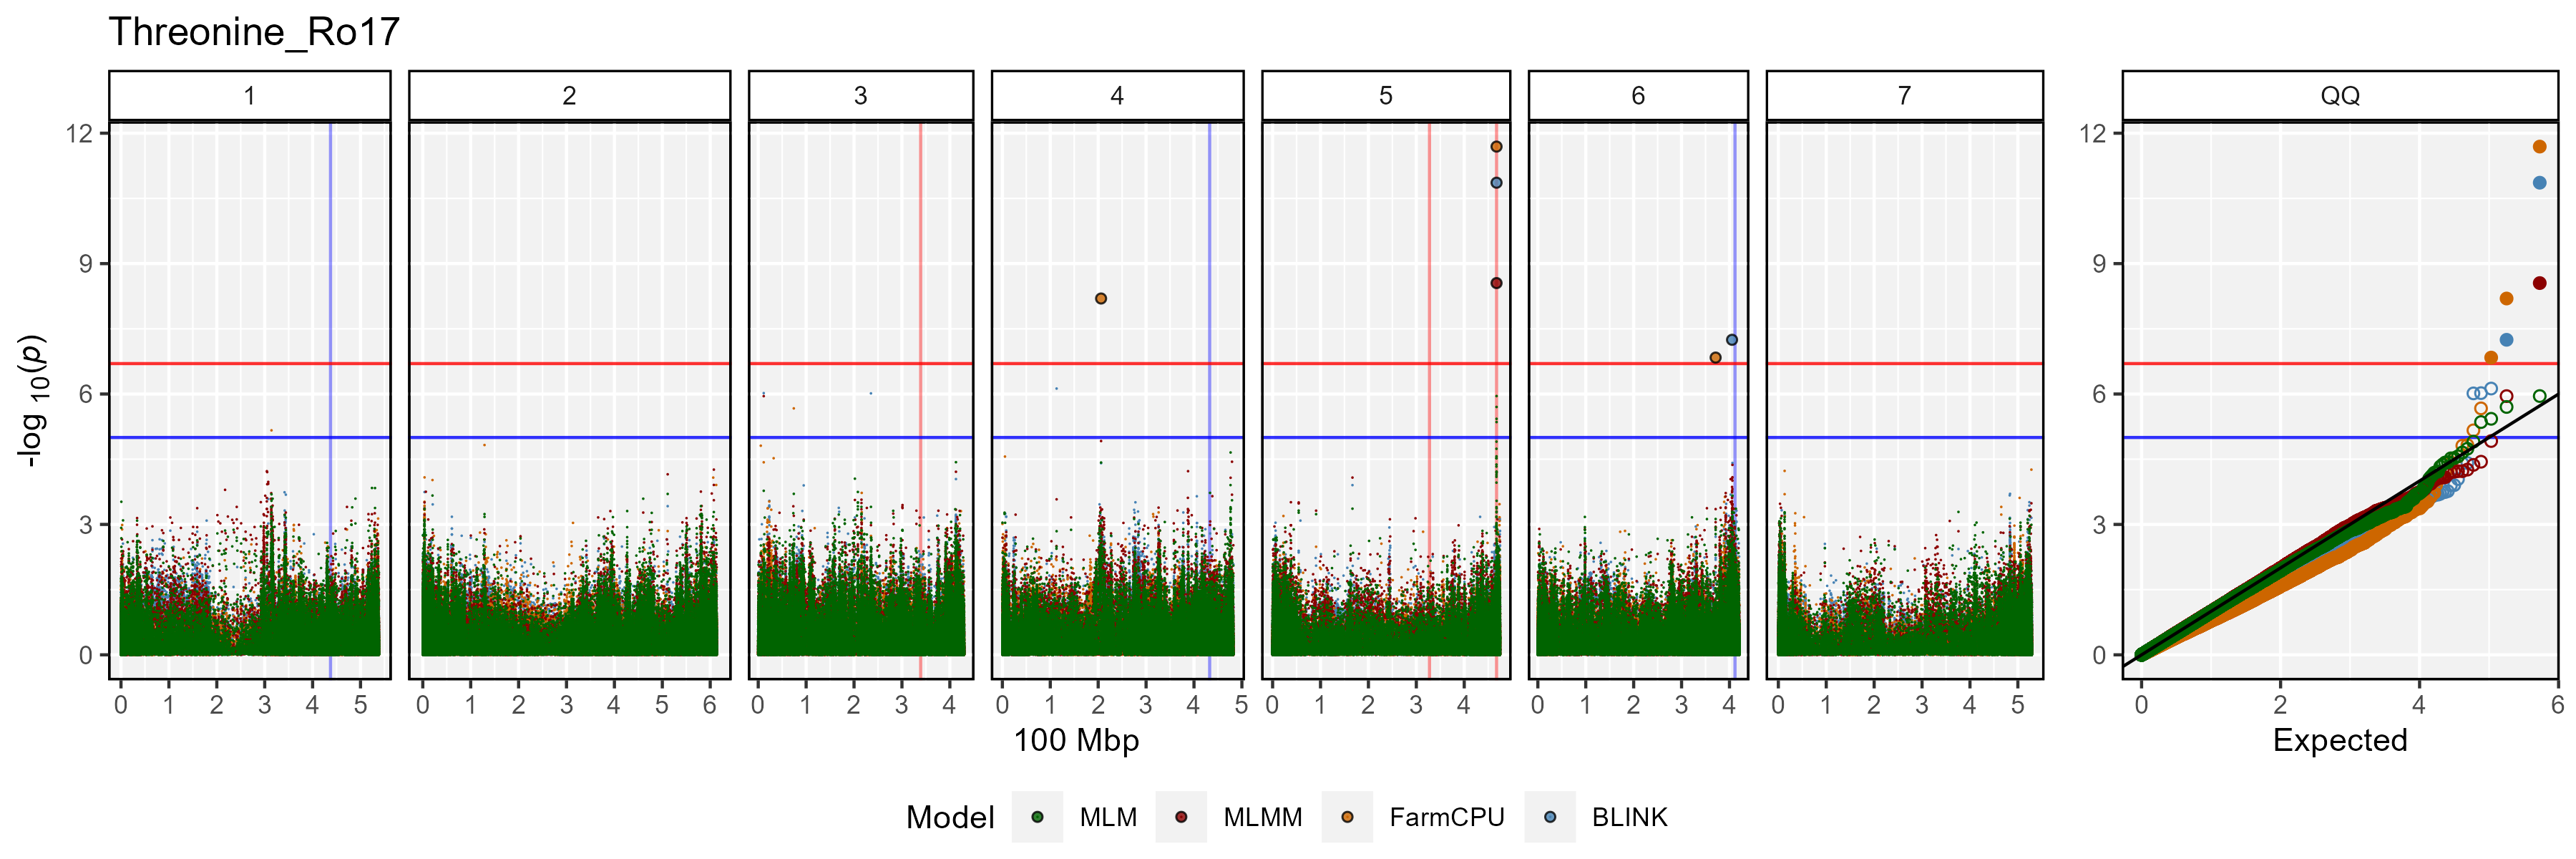 Threonine_Ro17
1 2 3 4 5 6 7 QQ
12 12
9 9
6 6
3 3
0 0
-log 10(p)
0 1 2 3 4 5 0 1 2 3 4 5 6 0 1 2 3 4 0 1 2 3 4 5 0 1 2 3 4 0 1 2 3 4 0 1 2 3 4 5 0 2 4 6
100 Mbp Expected
Model MLM MLMM FarmCPU BLINK